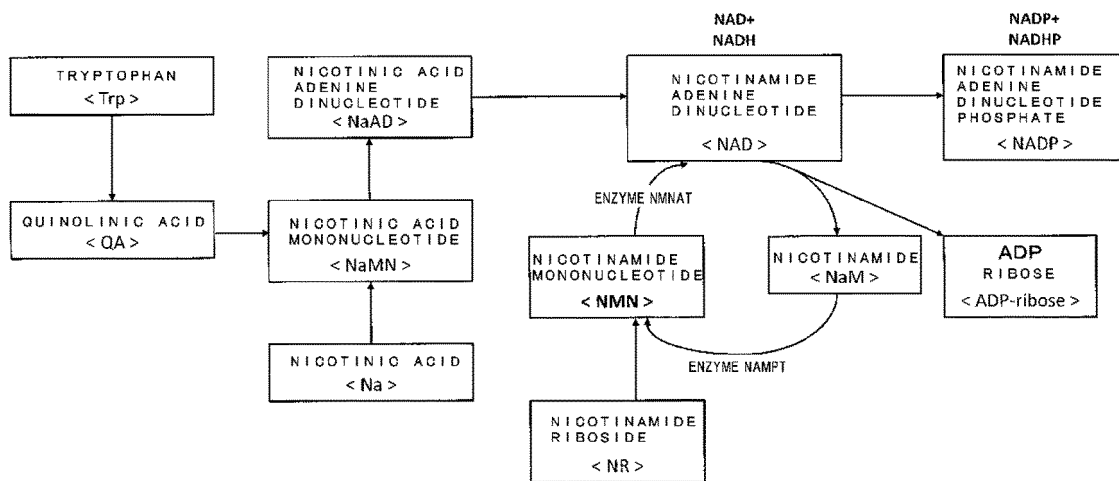 NAD+
NADH
NADP+
NADHP
TRYPTOPHAN
< Trp >
NICOTINIC ACID
ADENINE
DINUCLEOTIDE
< NaAD >
NICOTINAMIDE
ADENINE
DINUCLEOTIDE
< NAD >
NICOTINAMIDE
ADENINE
DINUCLEOTIDE
PHOSPHATE
< NADP >
ENZYME NMNAT
QUINOLINIC ACID
< QA >
NICOTINIC ACID
MONONUCLEOTIDE
< NaMN >
NICOTINAMIDE
MONONUCLEOTIDE
< NMN >
NICOTINAMIDE
< NaM >
ADP
RIBOSE
< ADP-ribose >
NICOTINIC ACID
< Na >
ENZYME NAMPT
NICOTINAMIDE
RIBOSIDE
< NR >